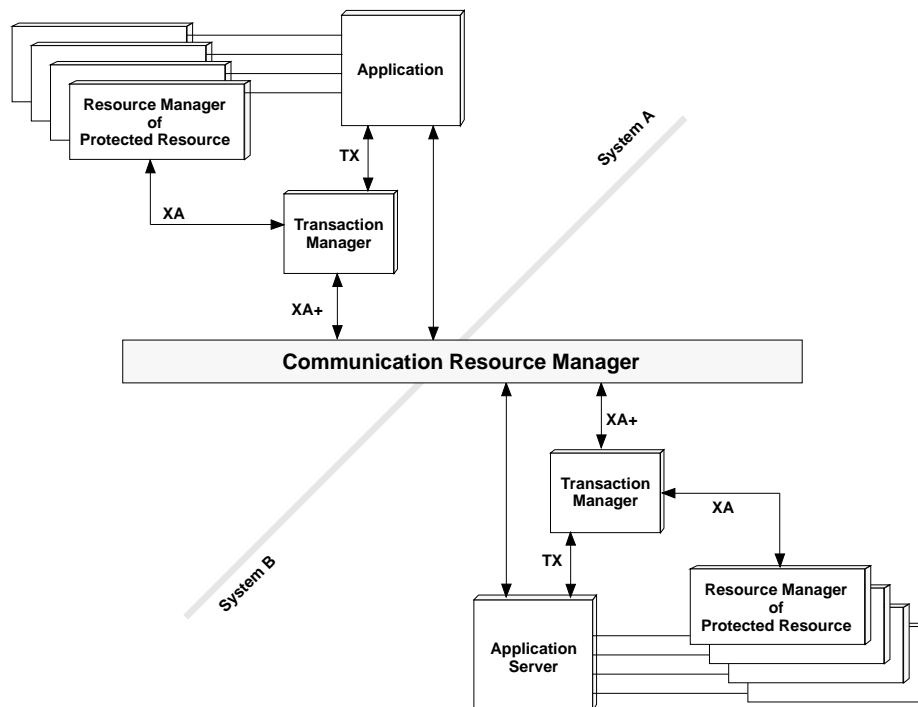 Application
Resource Manager
of
Protected Resource
System A
TX
XA
Transaction
Manager
XA+
Communication Resource Manager
XA+
Transaction
Manager
XA
TX
System B
Resource Manager
of
Protected Resource
Application
Server